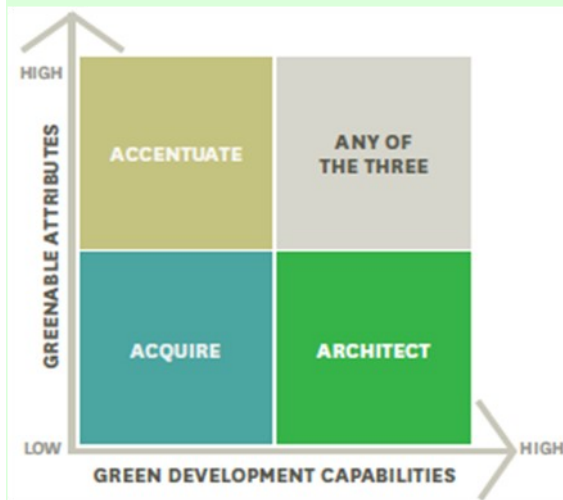 HIGH
GREENABLE ATTRIBUTES
ACCENTUATE
ANY OF
THE THREE
ACQUIRE
ARCHITECT
LOW
HIGH
GREEN DEVELOPMENT CAPABILITIES